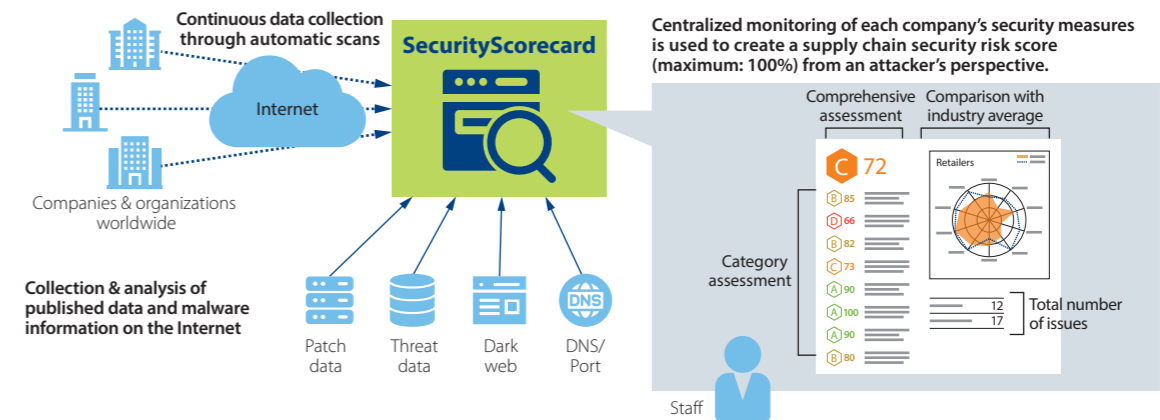 Continuous data collection
through automatic scans
Internet
Companies & organizations
worldwide
SecurityScorecard
Collection & analysis of
published data and malware
information on the Internet
DNS
Patch
data
Threat
data
Dark
web
DNS/
Port
Centralized monitoring of each company's security measures
is used to create a supply chain security risk score
(maximum: 100%) from an attacker's perspective.
Comprehensive
assessment
Comparison with
industry average
C 72
Category
assessment
B 85
D 66
B 82
C 73
A 90
A 100
A 90
B 80
Retailers
12
17
Total number
of issues
Staff